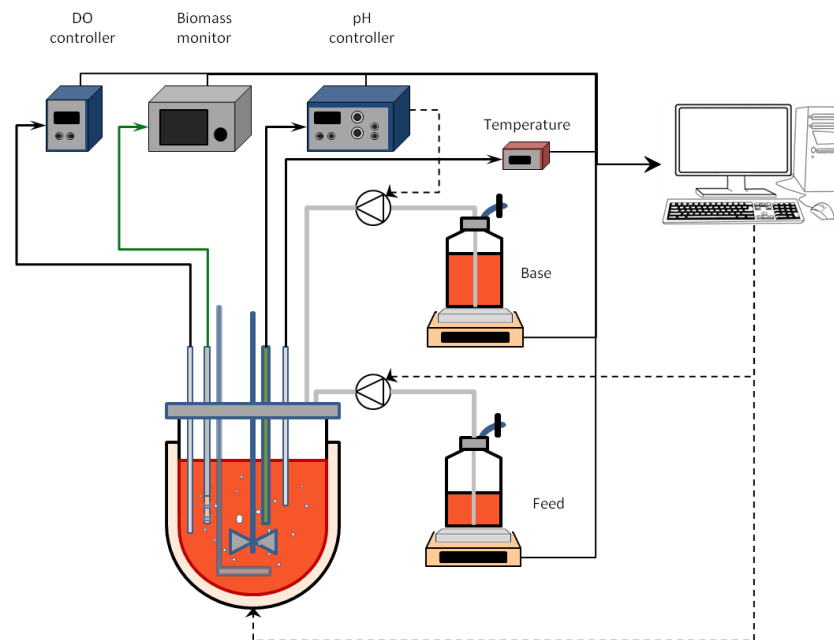 DO
controller
Biomass
monitor
pH
controller
Temperature
Base
Feed